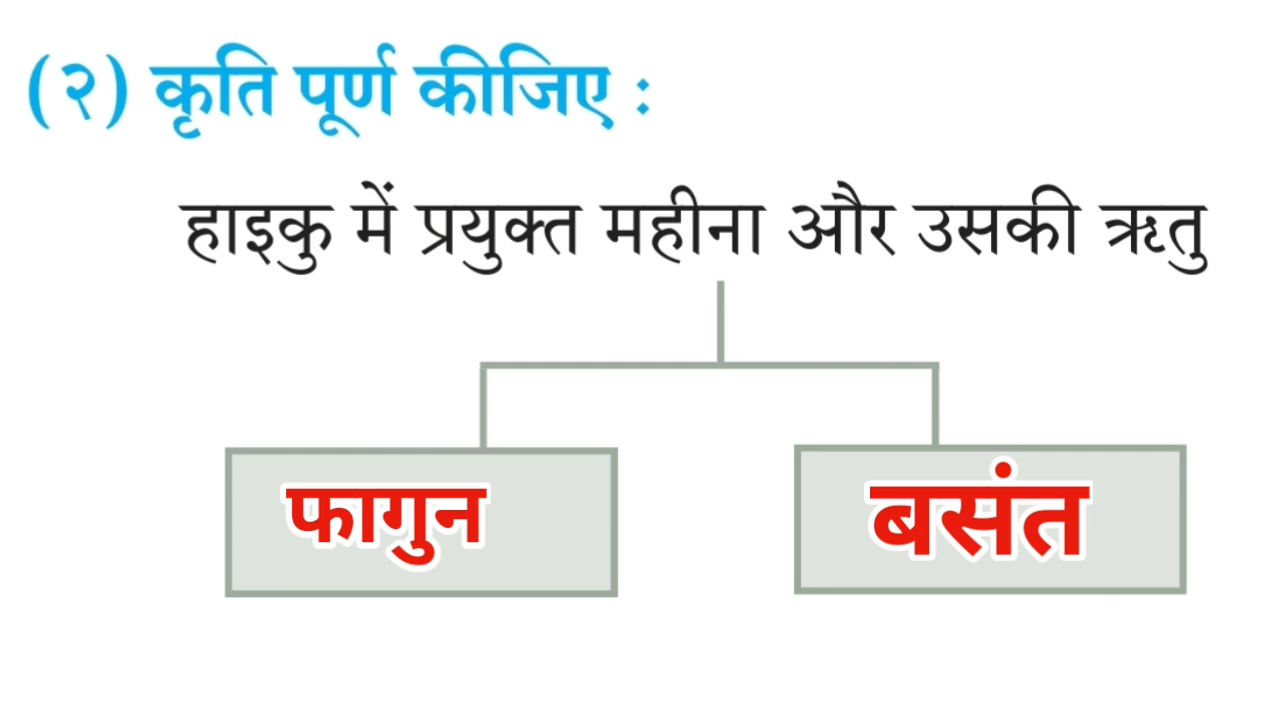 (२) कृति पूर्ण कीजिए :
हाइकु में प्रयुक्त महीना और उसकी ऋतु
फागुन
बसंत